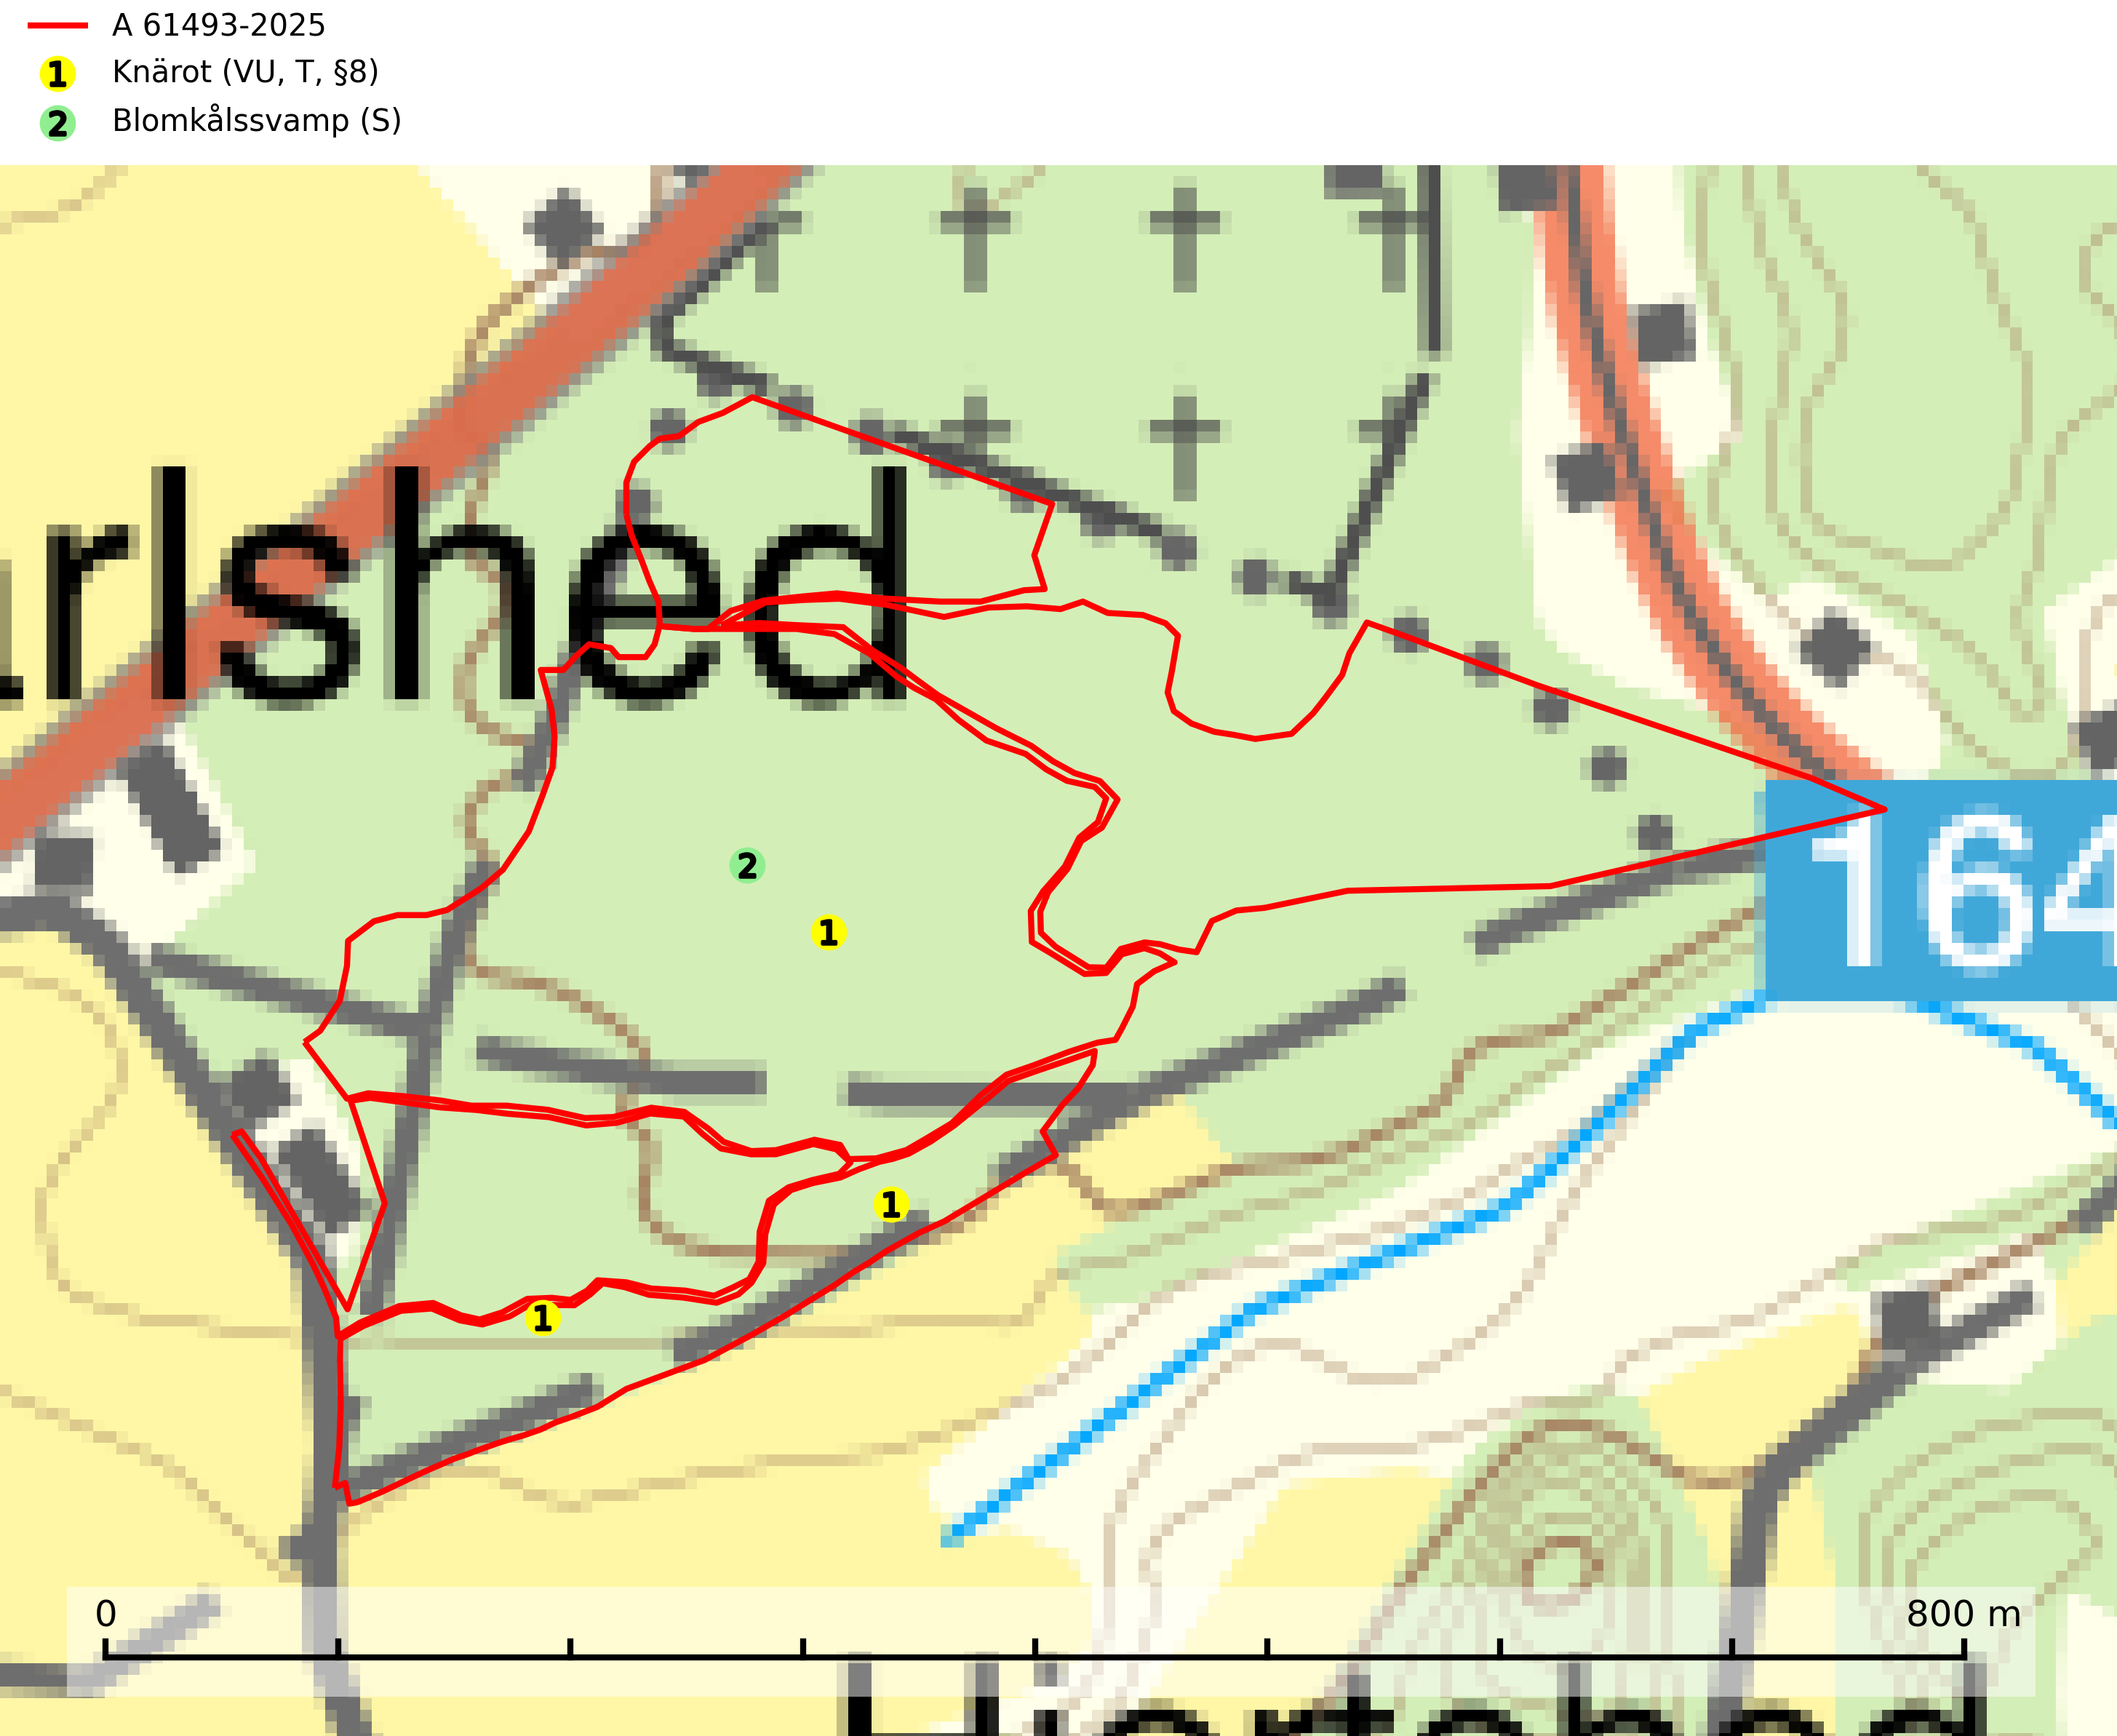 A 61493-2025
1 Knärot (VU, T, §8)
2 Blomkålssvamp (S)
rlshed
2
164
1
1
1
0 800 m